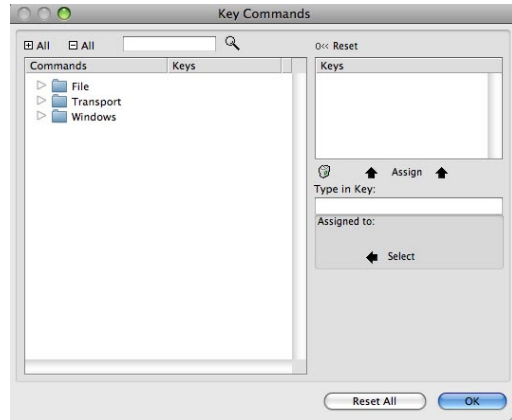 Key Commands
All All
0<< Reset
Commands Keys
File
Transport
Windows
Keys
Assign
Type in Key:
Assigned to:
Select
Reset All OK